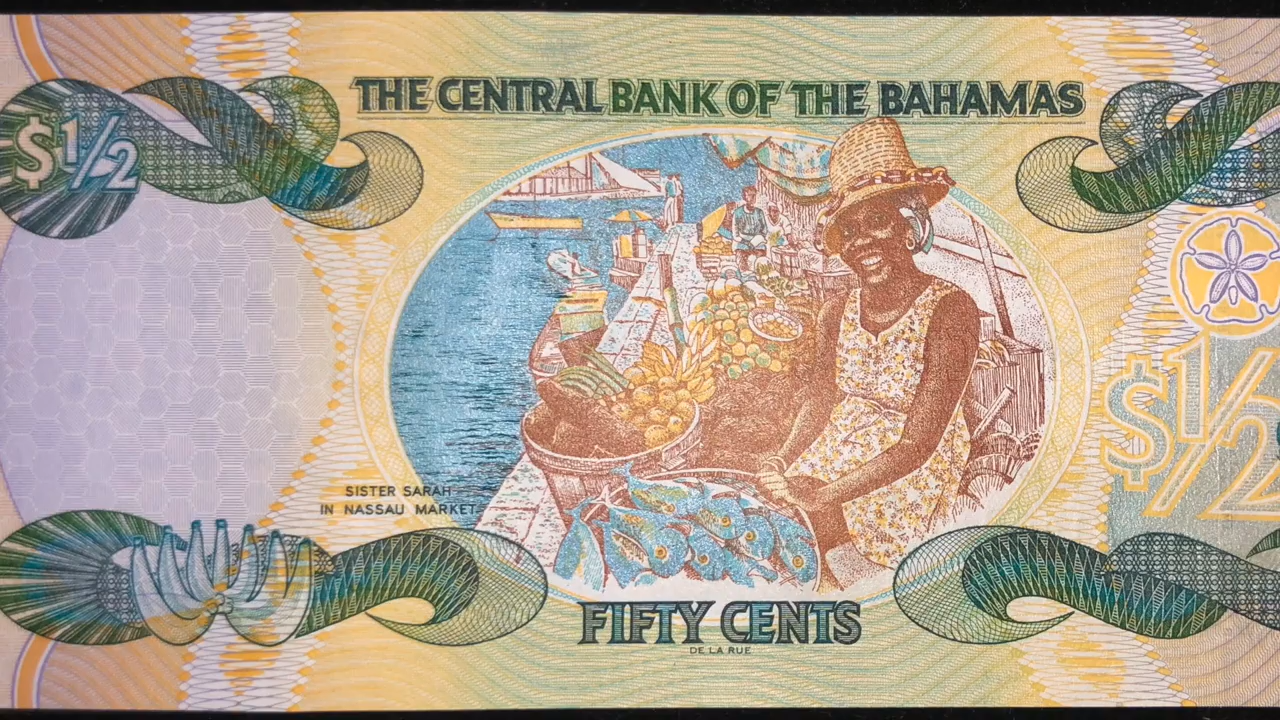 THE CENTRAL BANK OF THE BAHAMAS
$1/2
$1/2
SISTER SARAH
IN NASSAU MARKET
FIFTY CENTS
DE LA RUE